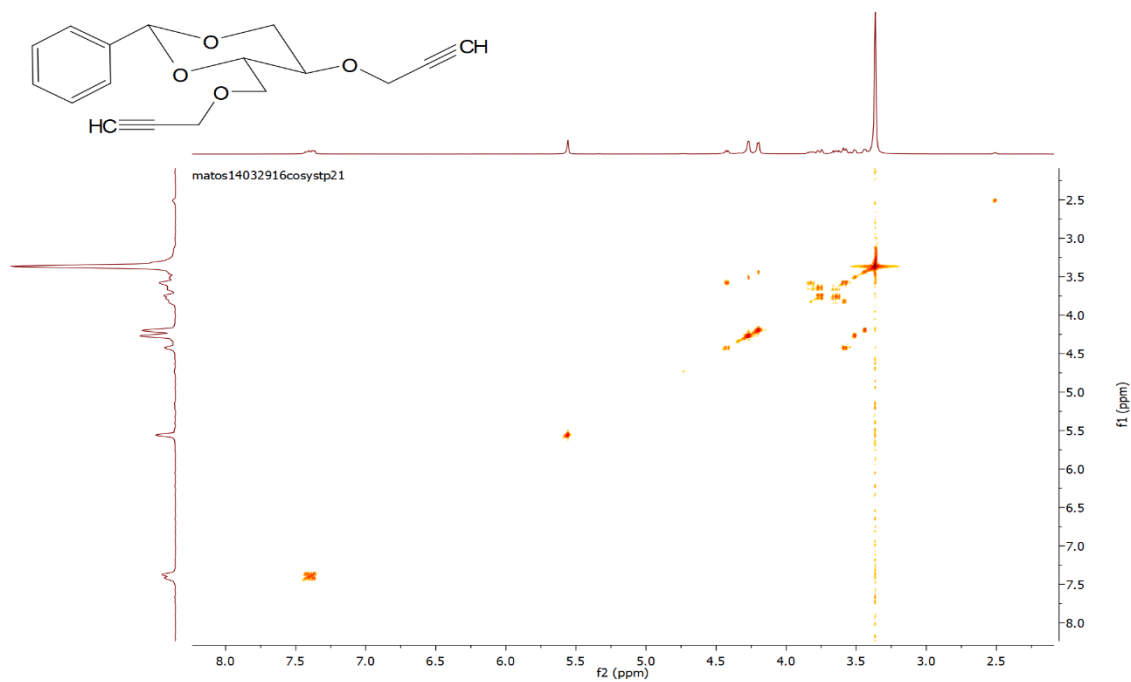 O
O
O
CH
O
HC
matos14032916cosystp21
2.5
3.0
3.5
4.0
4.5
5.0
5.5
6.0
6.5
7.0
7.5
8.0
f1 (ppm)
8.0 7.5 7.0 6.5 6.0 5.5 5.0 4.5 4.0 3.5 3.0 2.5
f2 (ppm)